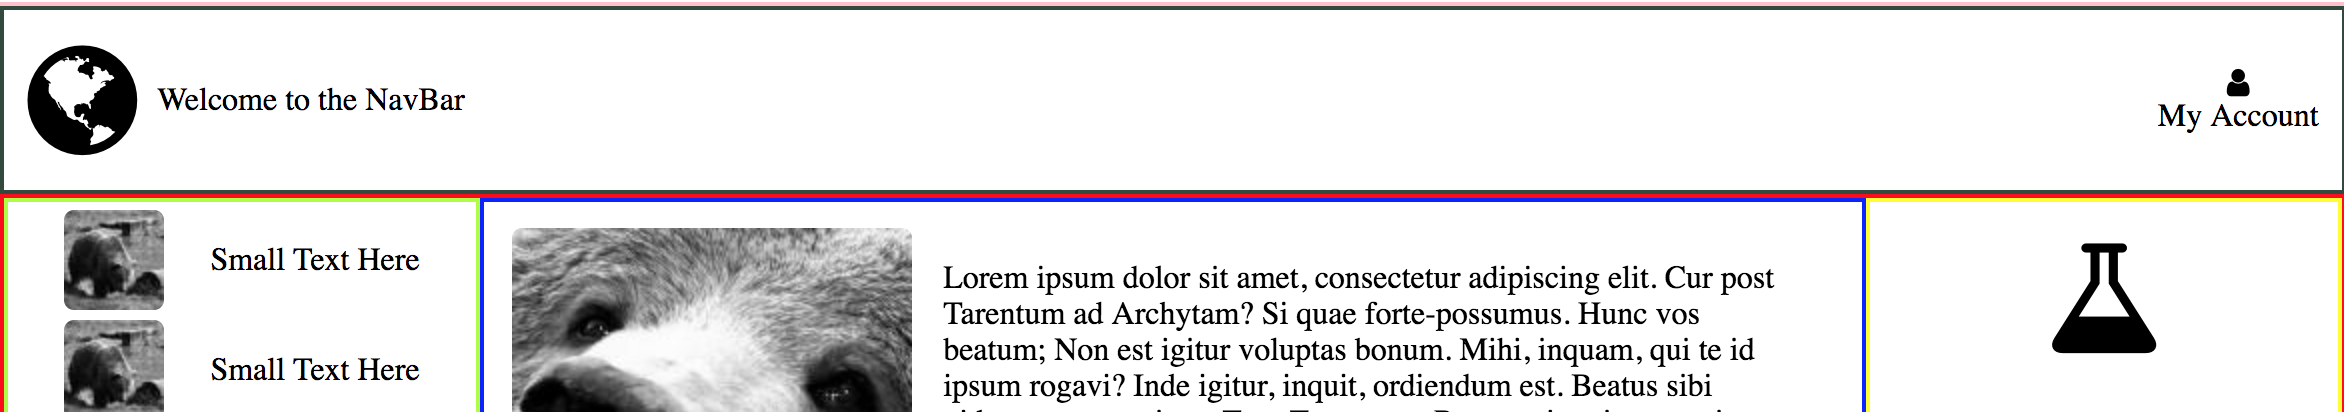 Welcome to the NavBar
My Account
Small Text Here
Small Text Here
Lorem ipsum dolor sit amet, consectetur adipiscing elit. Cur post
Tarentum ad Archytam? Si quae forte-possumus. Hunc vos
beatum; Non est igitur voluptas bonum. Mihi, inquam, qui te id
ipsum rogavi? Inde igitur, inquit, ordiendum est. Beatus sibi